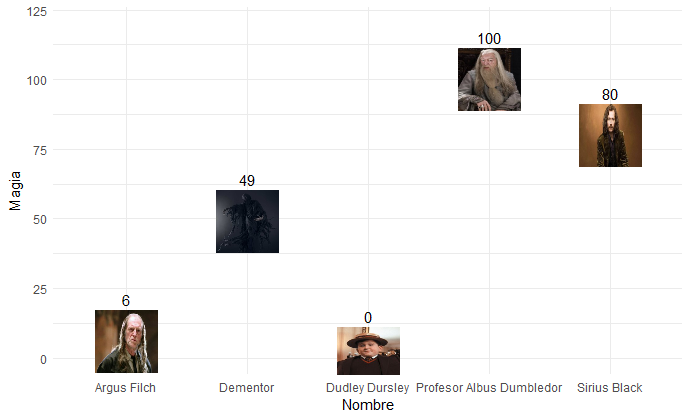 125
100
100
80
75
49
50
25
6
0
0
Magia
Argus Filch
Dementor
Dudley Dursley
Profesor Albus Dumbledor
Sirius Black
Nombre